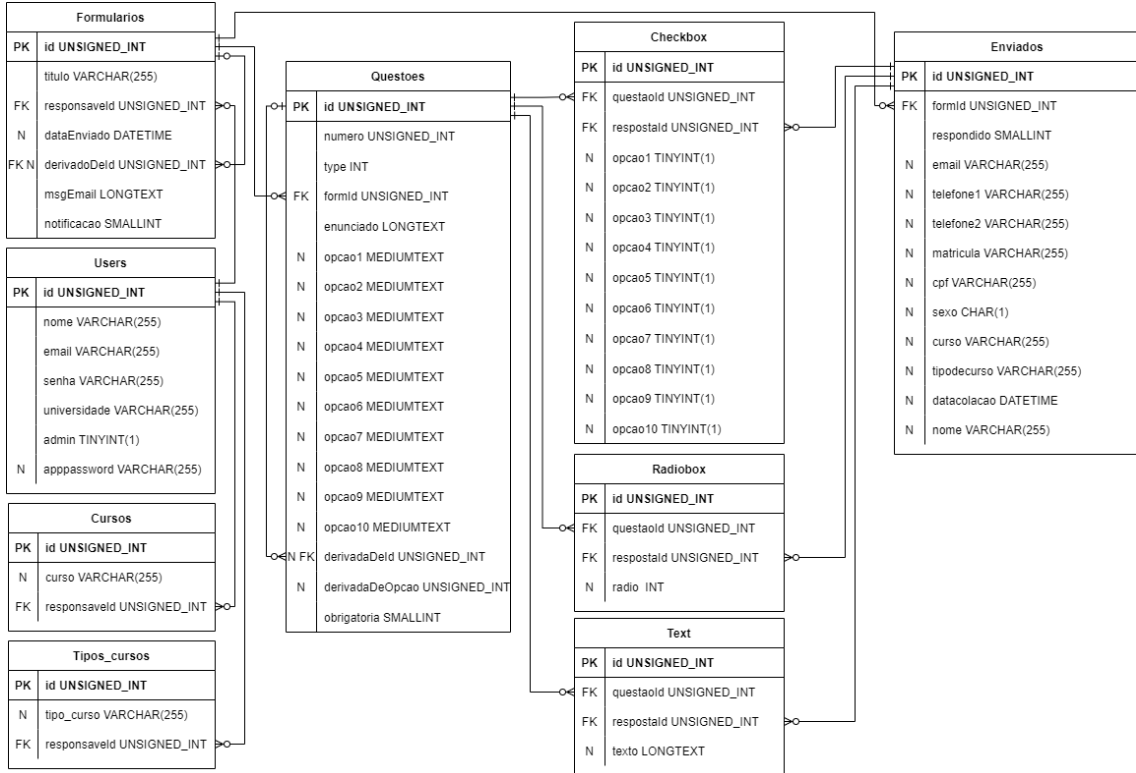 Formularios
PK id UNSIGNED_INT
titulo VARCHAR(255)
FK responsaveId UNSIGNED_INT
N dataEnviado DATETIME
FK N derivadoDeId UNSIGNED_INT
msgEmail LONGTEXT
notificacao SMALLINT
Users
PK id UNSIGNED_INT
nome VARCHAR(255)
email VARCHAR(255)
senha VARCHAR(255)
universidade VARCHAR(255)
admin TINYINT(1)
N apppassword VARCHAR(255)
Cursos
PK id UNSIGNED_INT
N curso VARCHAR(255)
FK responsaveId UNSIGNED_INT
Tipos_cursos
PK id UNSIGNED_INT
N tipo_curso VARCHAR(255)
FK responsaveId UNSIGNED_INT
Questoes
PK id UNSIGNED_INT
numero UNSIGNED_INT
type INT
FK formId UNSIGNED_INT
enunciado LONGTEXT
N opcao1 MEDIUMTEXT
N opcao2 MEDIUMTEXT
N opcao3 MEDIUMTEXT
N opcao4 MEDIUMTEXT
N opcao5 MEDIUMTEXT
N opcao6 MEDIUMTEXT
N opcao7 MEDIUMTEXT
N opcao8 MEDIUMTEXT
N opcao9 MEDIUMTEXT
N opcao10 MEDIUMTEXT
N FK derivadaDeId UNSIGNED_INT
N derivadaDeOpcao UNSIGNED_INT
obrigatoria SMALLINT
Checkbox
PK id UNSIGNED_INT
FK questaoId UNSIGNED_INT
FK respostaId UNSIGNED_INT
N opcao1 TINYINT(1)
N opcao2 TINYINT(1)
N opcao3 TINYINT(1)
N opcao4 TINYINT(1)
N opcao5 TINYINT(1)
N opcao6 TINYINT(1)
N opcao7 TINYINT(1)
N opcao8 TINYINT(1)
N opcao9 TINYINT(1)
N opcao10 TINYINT(1)
Radiobox
PK id UNSIGNED_INT
FK questaoId UNSIGNED_INT
FK respostaId UNSIGNED_INT
N radio INT
Text
PK id UNSIGNED_INT
FK questaoId UNSIGNED_INT
FK respostaId UNSIGNED_INT
N texto LONGTEXT
Enviados
PK id UNSIGNED_INT
FK formId UNSIGNED_INT
respondido SMALLINT
N email VARCHAR(255)
N telefone1 VARCHAR(255)
N telefone2 VARCHAR(255)
N matricula VARCHAR(255)
N cpf VARCHAR(255)
N sexo CHAR(1)
N curso VARCHAR(255)
N tipodecurso VARCHAR(255)
N datacolacao DATETIME
N nome VARCHAR(255)